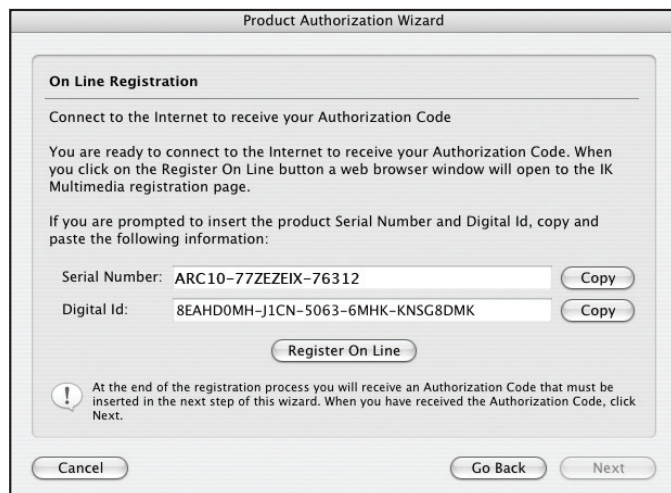 Product Authorization Wizard
On Line Registration
Connect to the Internet to receive your Authorization Code
You are ready to connect to the Internet to receive your Authorization Code. When
you click on the Register On Line button a web browser window will open to the IK
Multimedia registration page.
If you are prompted to insert the product Serial Number and Digital Id, copy and
paste the following information:
Serial Number: ARC10-77ZEZEIX-76312 Copy
Digital Id: 8EAHD0MH-J1CN-5063-6MHK-KNSG8DMK Copy
Register On Line
At the end of the registration process you will receive an Authorization Code that must be
inserted in the next step of this wizard. When you have received the Authorization Code, click
Next.
Cancel Go Back Next